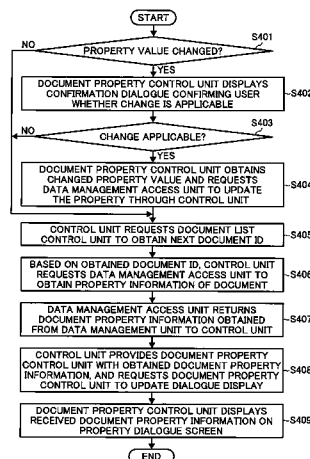 START
S401
NO
PROPERTY VALUE CHANGED?
YES
DOCUMENT PROPERTY CONTROL UNIT DISPLAYS
CONFIRMATION DIALOGUE CONFIRMING USER
WHETHER CHANGE IS APPLICABLE
S402
S403
NO
CHANGE APPLICABLE?
YES
DOCUMENT PROPERTY CONTROL UNIT OBTAINS
CHANGED PROPERTY VALUE AND REQUESTS
DATA MANAGEMENT ACCESS UNIT TO UPDATE
THE PROPERTY THROUGH CONTROL UNIT
S404
CONTROL UNIT REQUESTS DOCUMENT LIST
CONTROL UNIT TO OBTAIN NEXT DOCUMENT ID
S405
BASED ON OBTAINED DOCUMENT ID, CONTROL UNIT
REQUESTS DATA MANAGEMENT ACCESS UNIT TO
OBTAIN PROPERTY INFORMATION OF DOCUMENT
S406
DATA MANAGEMENT ACCESS UNIT RETURNS
DOCUMENT PROPERTY INFORMATION OBTAINED
FROM DATA MANAGEMENT UNIT TO CONTROL UNIT
S407
CONTROL UNIT PROVIDES DOCUMENT PROPERTY
CONTROL UNIT WITH OBTAINED DOCUMENT PROPERTY
INFORMATION, AND REQUESTS DOCUMENT PROPERTY
CONTROL UNIT TO UPDATE DIALOGUE DISPLAY
S408
DOCUMENT PROPERTY CONTROL UNIT DISPLAYS
RECEIVED DOCUMENT PROPERTY INFORMATION ON
PROPERTY DIALOGUE SCREEN
S409
END